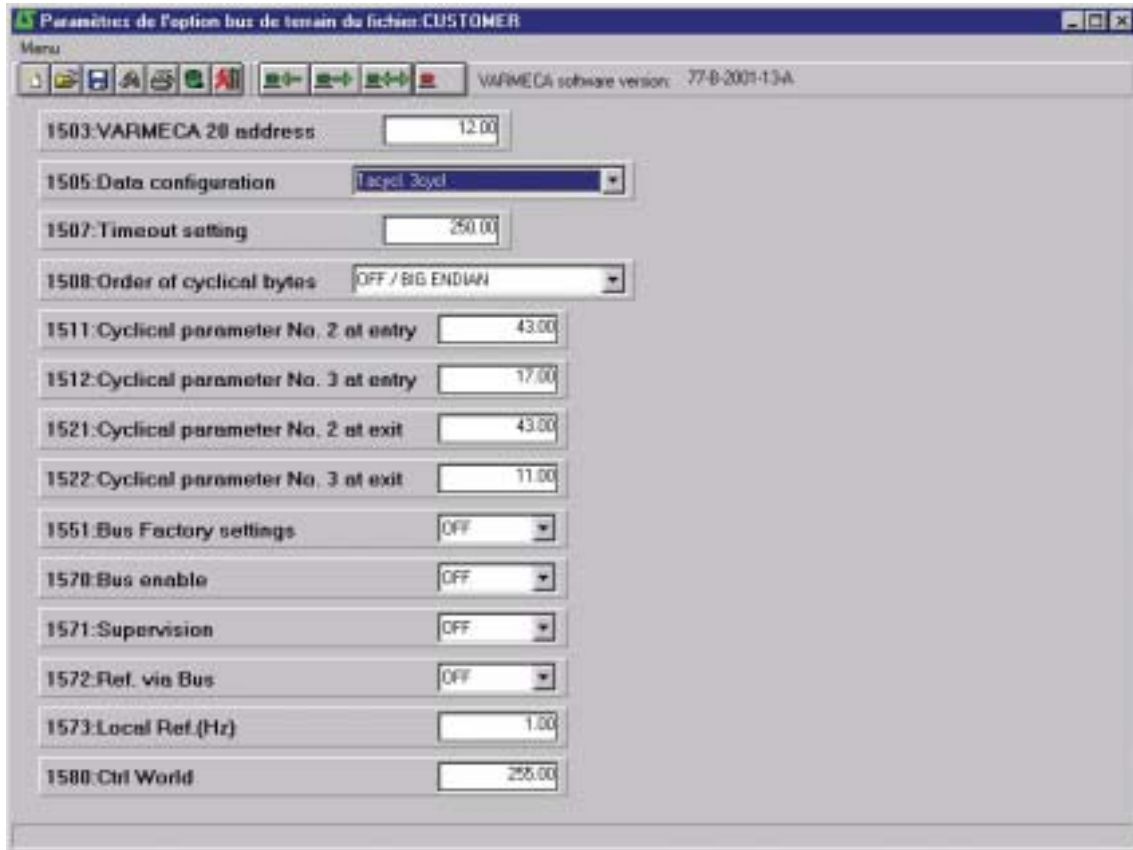 Paramètres de l'option bus de terrain du fichier:CUSTOMER
Menu
VARMECA software version: 77-B-2001-13-A
1503:VARMECA 20 address 12.00
1505:Data configuration 1acycl. 3cycl
1507:Timeout setting 250.00
1508:Order of cyclical bytes OFF / BIG ENDIAN
1511:Cyclical parameter No. 2 at entry 43.00
1512:Cyclical parameter No. 3 at entry 17.00
1521:Cyclical parameter No. 2 at exit 43.00
1522:Cyclical parameter No. 3 at exit 11.00
1551:Bus Factory settings OFF
1570:Bus enable OFF
1571:Supervision OFF
1572:Ref. via Bus OFF
1573:Local Ref.(Hz) 1.00
1580:Ctrl World 255.00